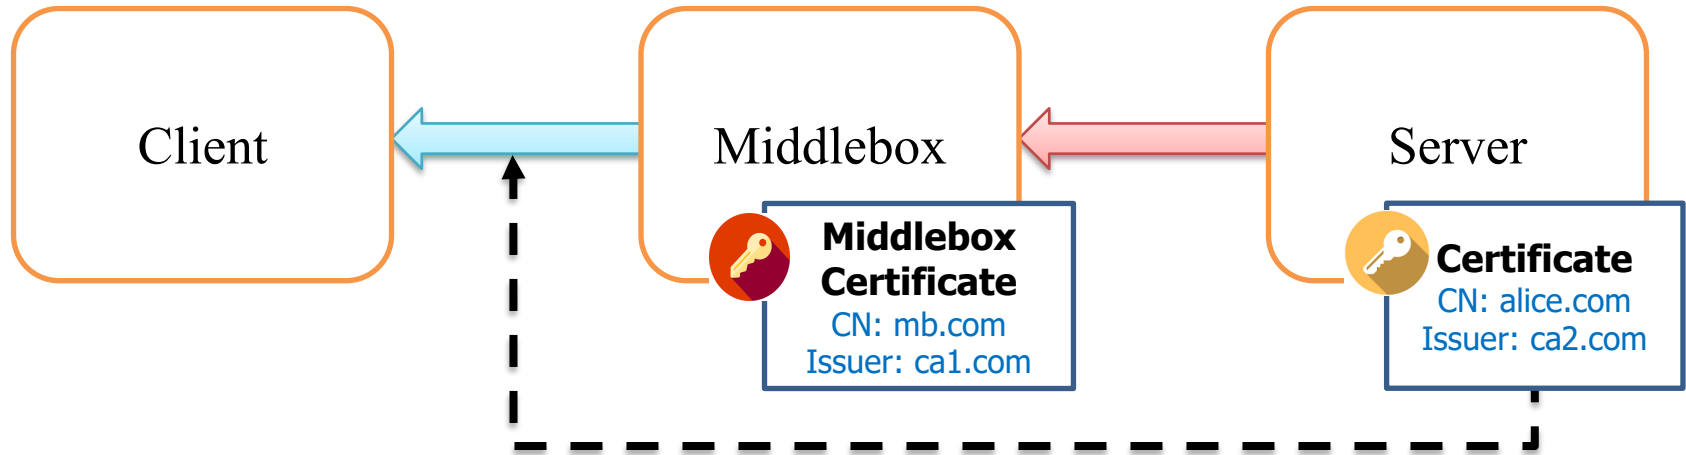 Client
Middlebox
Server
Middlebox
Certificate
CN: mb.com
Issuer: ca1.com
Certificate
CN: alice.com
Issuer: ca2.com